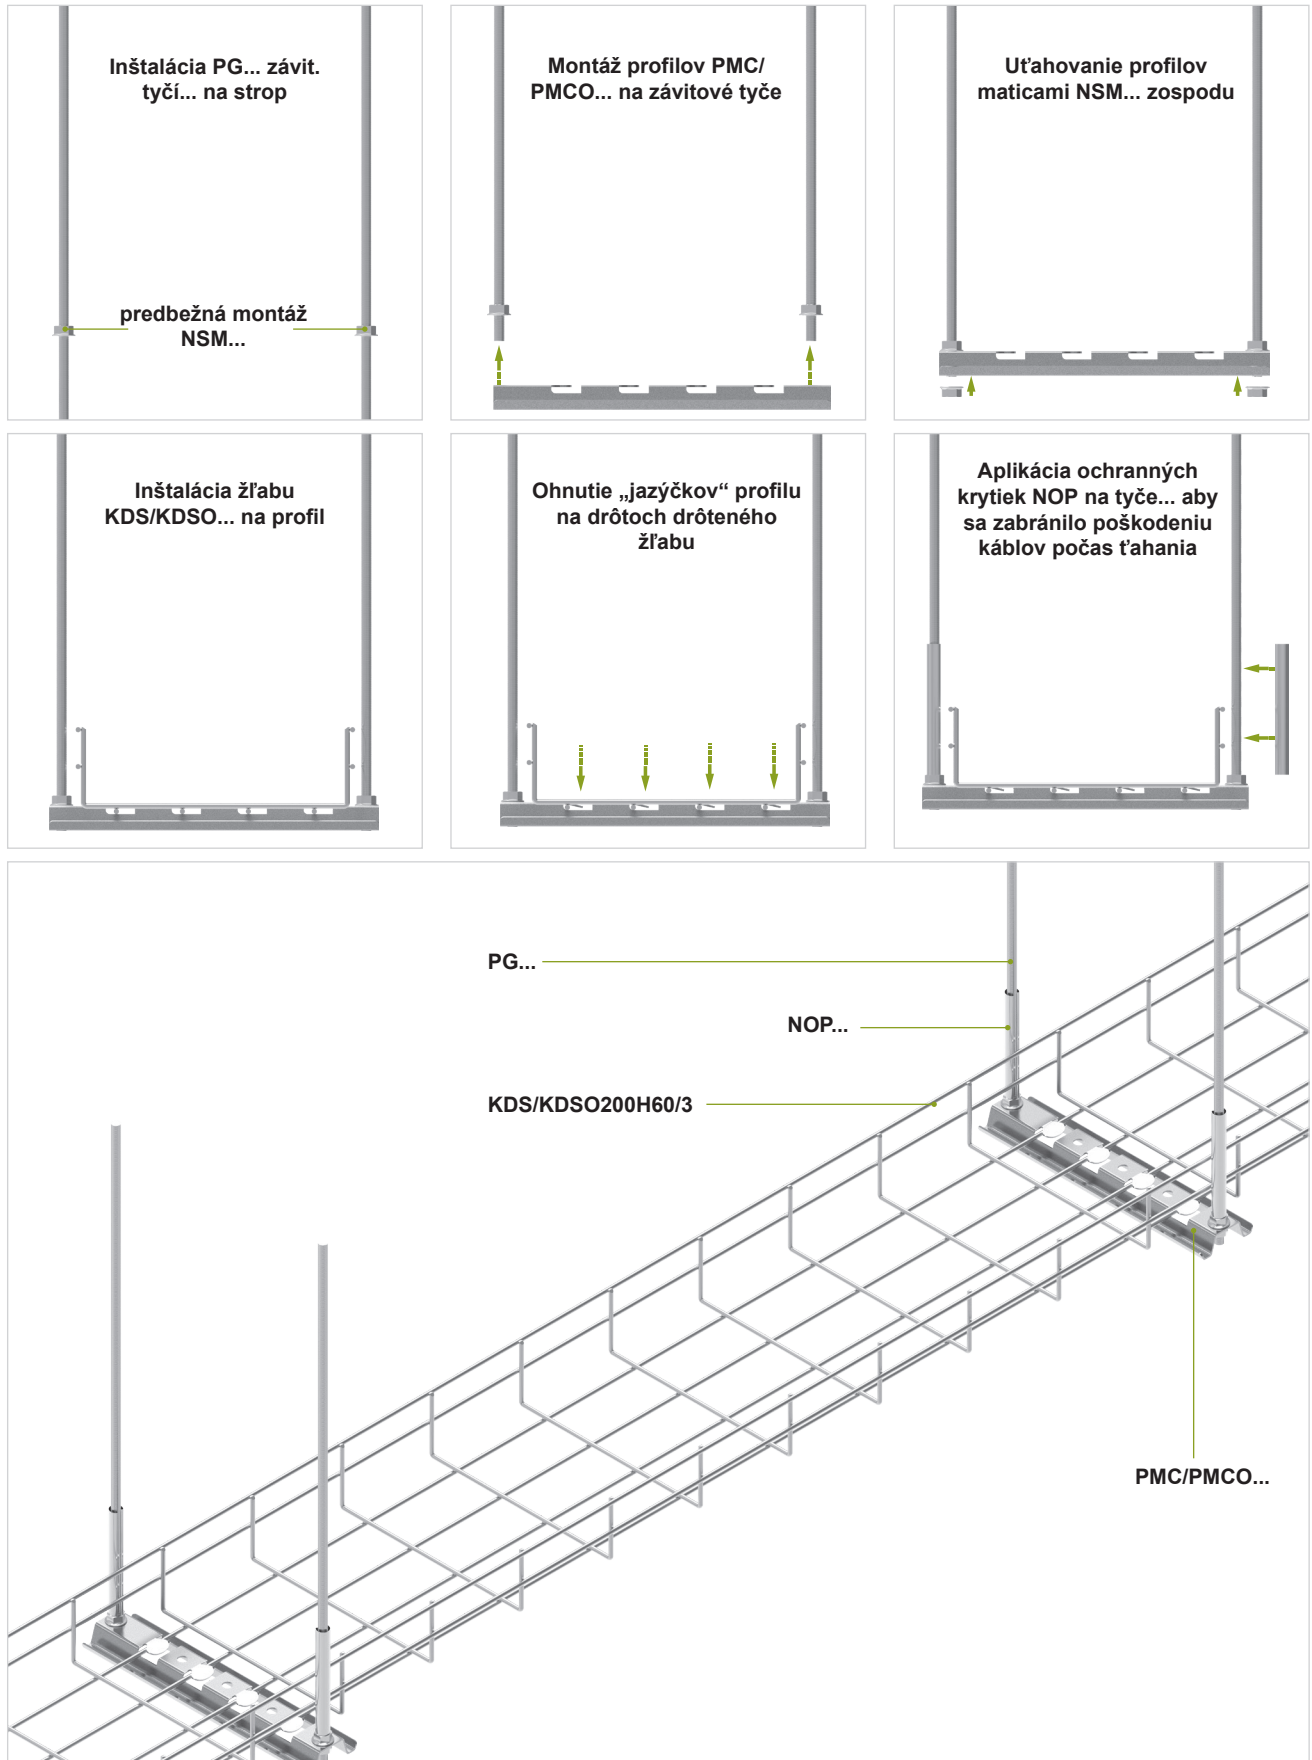 Inštalácia PG... závit.
tyčí... na strop
predbežná montáž
NSM...
Montáž profilov PMC/
PMCO... na závitové tyče
Uťahovanie profilov
maticami NSM... zospodu
Inštalácia žľabu
KDS/KDSO... na profil
Ohnutie „jazýčkov“ profilu
na drôtoch drôteného
žľabu
Aplikácia ochranných
krytiek NOP na tyče... aby
sa zabránilo poškodeniu
káblov počas ťahania
PG...
NOP...
KDS/KDSO200H60/3
PMC/PMCO...